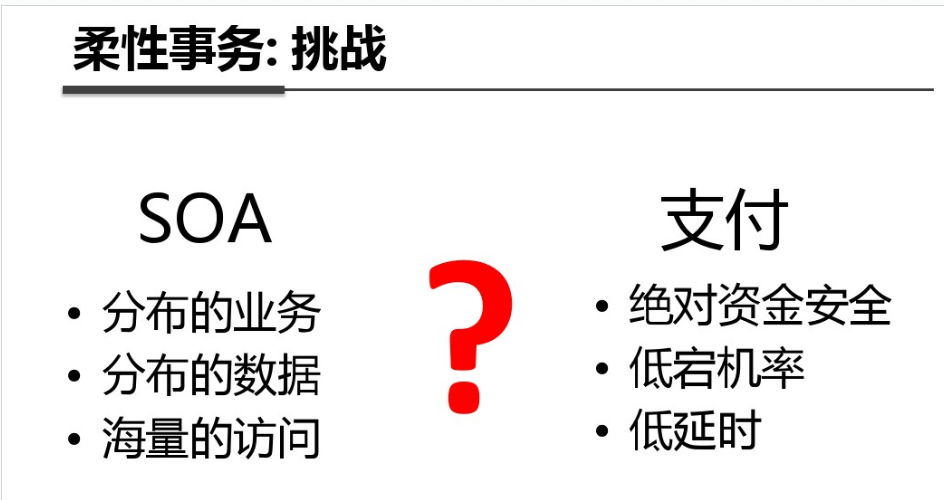 柔性事务: 挑战
SOA
• 分布的业务
• 分布的数据
• 海量的访问
?
支付
• 绝对资金安全
• 低宕机率
• 低延时